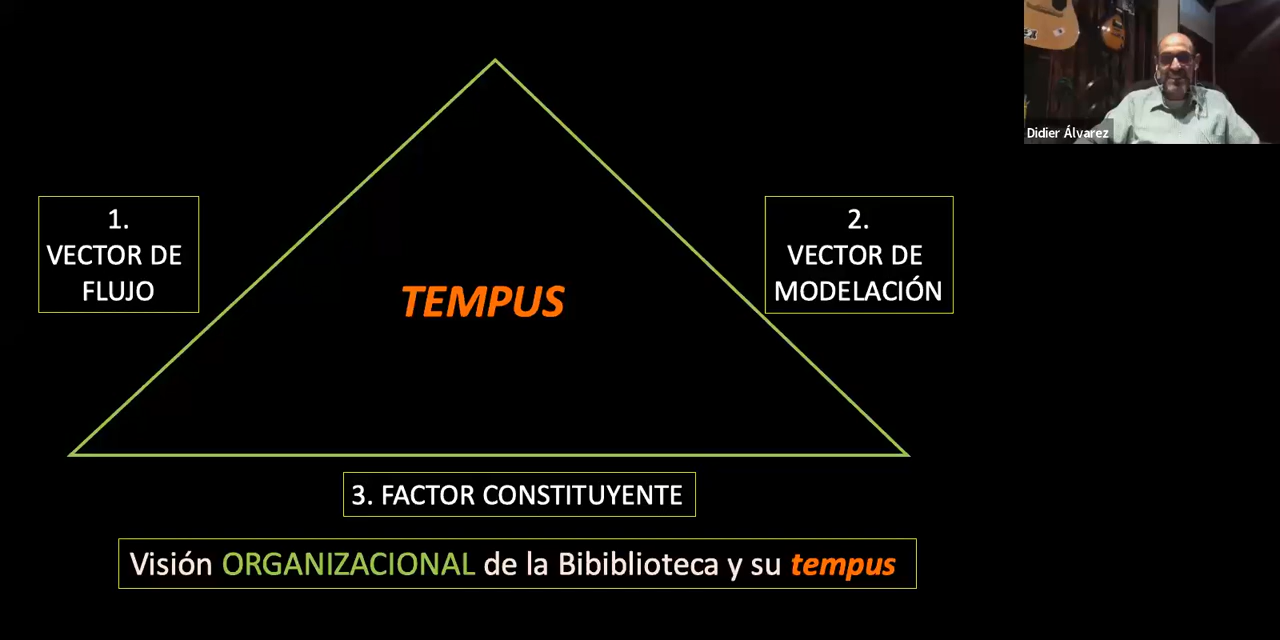 1.
VECTOR DE
FLUJO
2.
VECTOR DE
MODELACIÓN
TEMPUS
3. FACTOR CONSTITUYENTE
Visión ORGANIZACIONAL de la Bibiblioteca y su tempus
Didier Álvarez